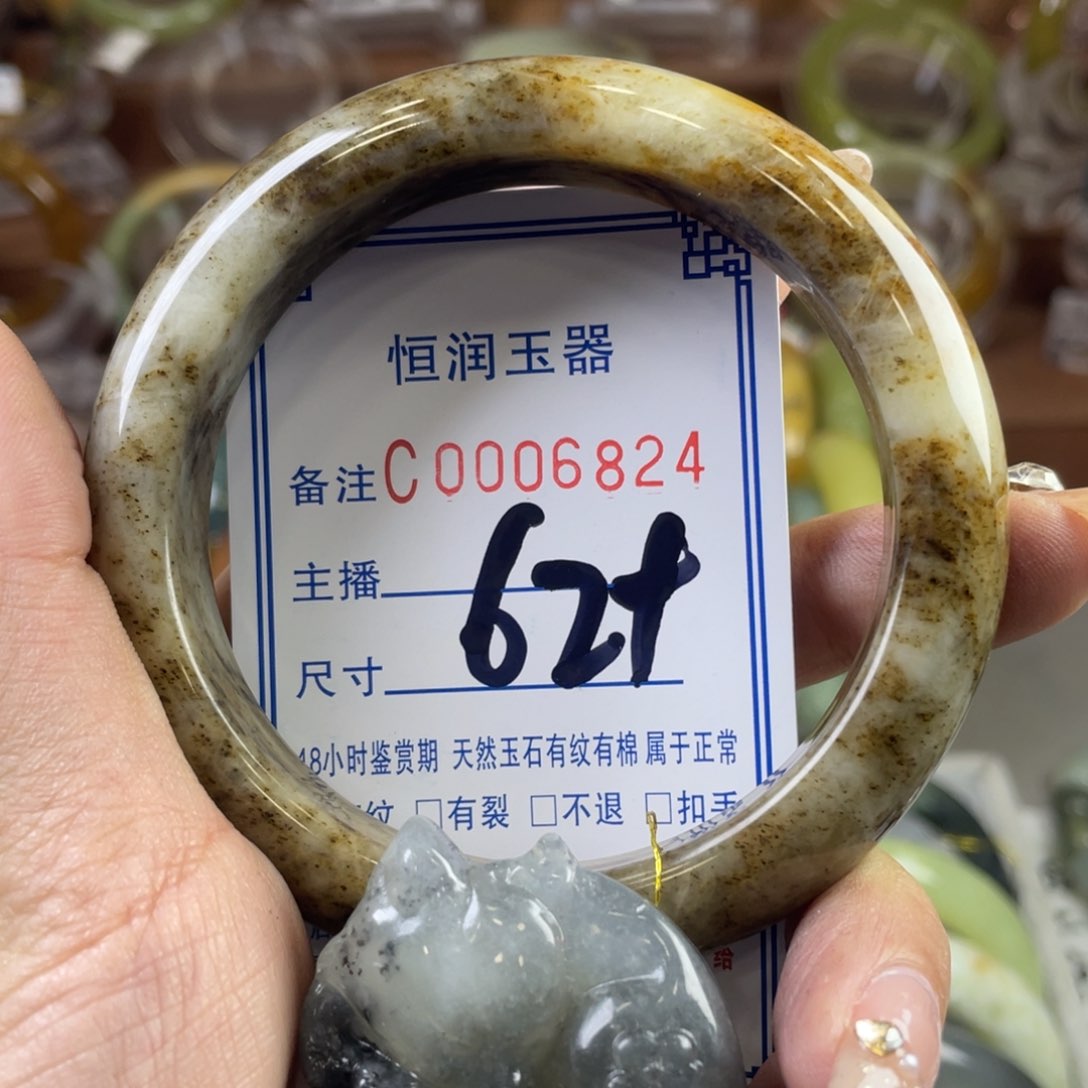 恒润玉器
备注C0006824
主播
尺寸 62+
48小时鉴赏期 天然玉石有纹有棉 属于正常
纹 □有裂 □不退 □扣手
给